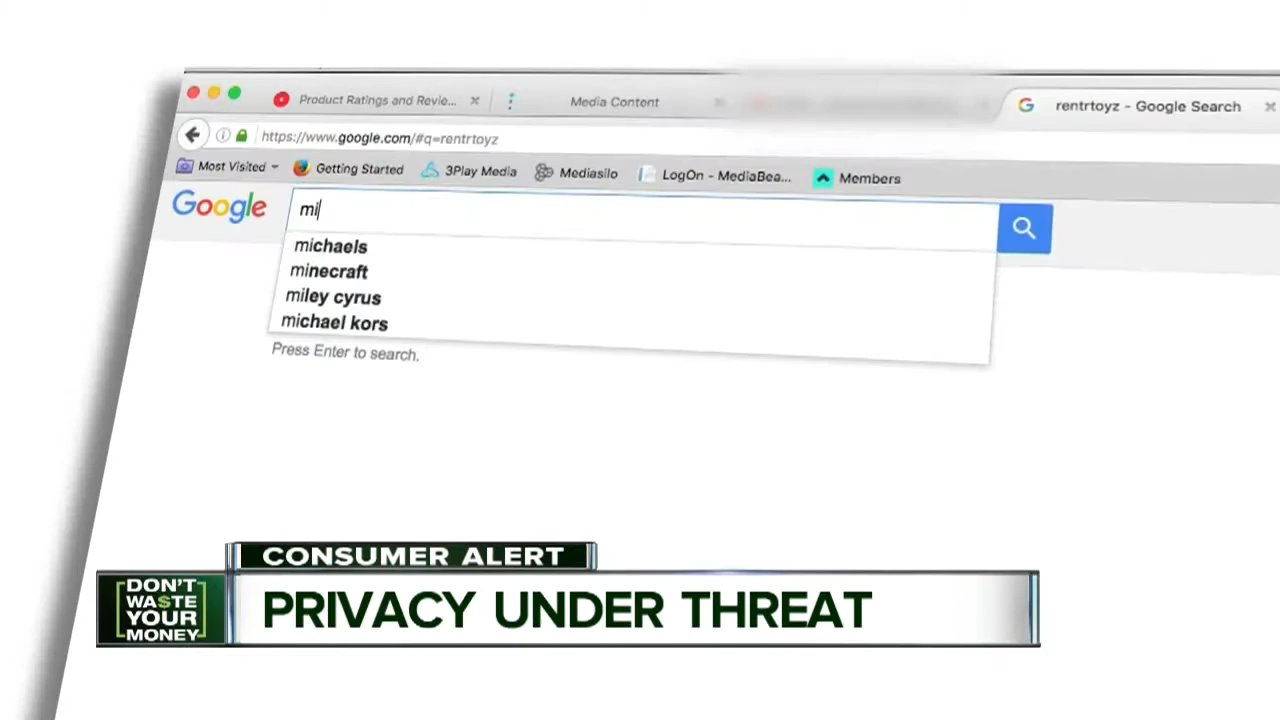 Product Ratings and Revie...
Media Content
rentrtoyz - Google Search
https://www.google.com/#q=rentrtoyz
Most Visited
Getting Started
3Play Media
Mediasilo
LogOn - MediaBea...
Members
Google
mi
michaels
minecraft
miley cyrus
michael kors
Press Enter to search.
CONSUMER ALERT
DON'T
WA$TE
YOUR
MONEY
PRIVACY UNDER THREAT